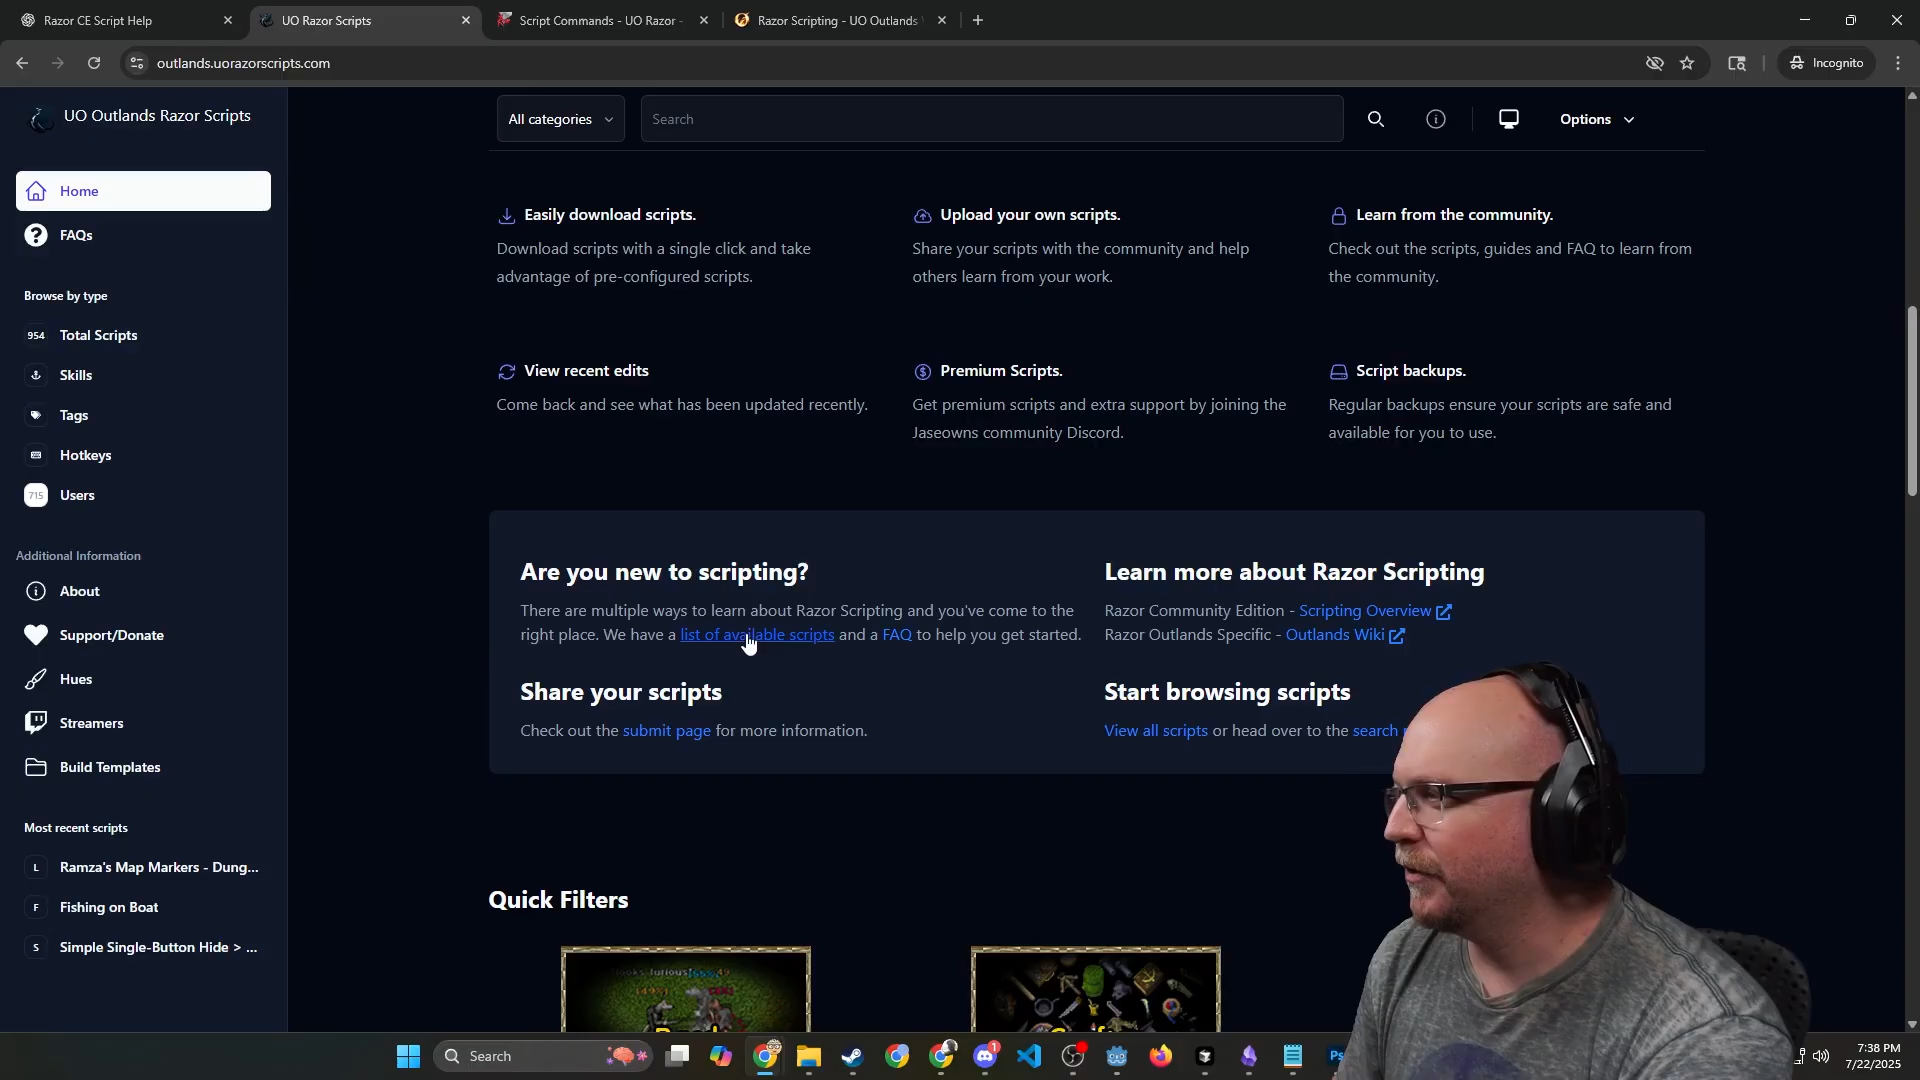 Razor CE Script Help
UO Razor Scripts
Script Commands - UO Razor -
Razor Scripting - UO Outlands
outlands.uorazorscripts.com
Incognito
UO Outlands Razor Scripts
All categories
Search
Options
Home
FAQs
Browse by type
954 Total Scripts
Skills
Tags
Hotkeys
715 Users
Additional Information
About
Support/Donate
Hues
Streamers
Build Templates
Most recent scripts
L Ramza's Map Markers - Dung...
F Fishing on Boat
S Simple Single-Button Hide > ...
Easily download scripts.
Download scripts with a single click and take
advantage of pre-configured scripts.
Upload your own scripts.
Share your scripts with the community and help
others learn from your work.
Learn from the community.
Check out the scripts, guides and FAQ to learn from
the community.
View recent edits
Come back and see what has been updated recently.
Premium Scripts.
Get premium scripts and extra support by joining the
Jaseowns community Discord.
Script backups.
Regular backups ensure your scripts are safe and
available for you to use.
Are you new to scripting?
There are multiple ways to learn about Razor Scripting and you've come to the
right place. We have a list of available scripts and a FAQ to help you get started.
Learn more about Razor Scripting
Razor Community Edition - Scripting Overview
Razor Outlands Specific - Outlands Wiki
Share your scripts
Check out the submit page for more information.
Start browsing scripts
View all scripts or head over to the search
Quick Filters
Search
1
Ps
7:38 PM
7/22/2025